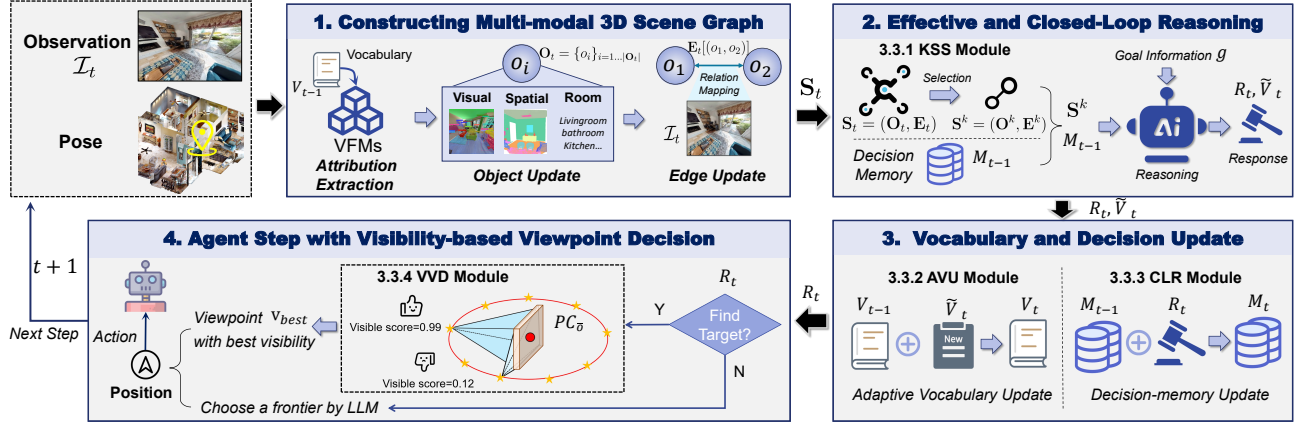 Observation
𝓘_t
Pose
1. Constructing Multi-modal 3D Scene Graph
Vocabulary
V_{t−1}
VFMs
Attribution
Extraction
o_i
O_t = {o_i}_{i=1...|O_t|}
Visual Spatial Room
Livingroom
bathroom
Kitchen...
Object Update
E_t[(o_1, o_2)]
o_1 o_2
Relation
Mapping
𝓘_t
Edge Update
S_t
2. Effective and Closed-Loop Reasoning
3.3.1 KSS Module
Selection
S_t = (O_t, E_t) S^k = (O^k, E^k)
Decision
Memory
M_{t−1}
S^k
M_{t−1}
Goal Information g
Ai
Reasoning
R_t, Ṽ_t
Response
R_t, Ṽ_t
3. Vocabulary and Decision Update
3.3.2 AVU Module
V_{t−1} Ṽ_t V_t
New
Adaptive Vocabulary Update
3.3.3 CLR Module
M_{t−1} R_t M_t
Decision-memory Update
R_t
4. Agent Step with Visibility-based Viewpoint Decision
R_t
Find
Target?
Y
N
3.3.4 VVD Module
Visible score=0.99
PC_ō
Visible score=0.12
Viewpoint v_{best}
with best visibility
Choose a frontier by LLM
Action
Position
t + 1
Next Step